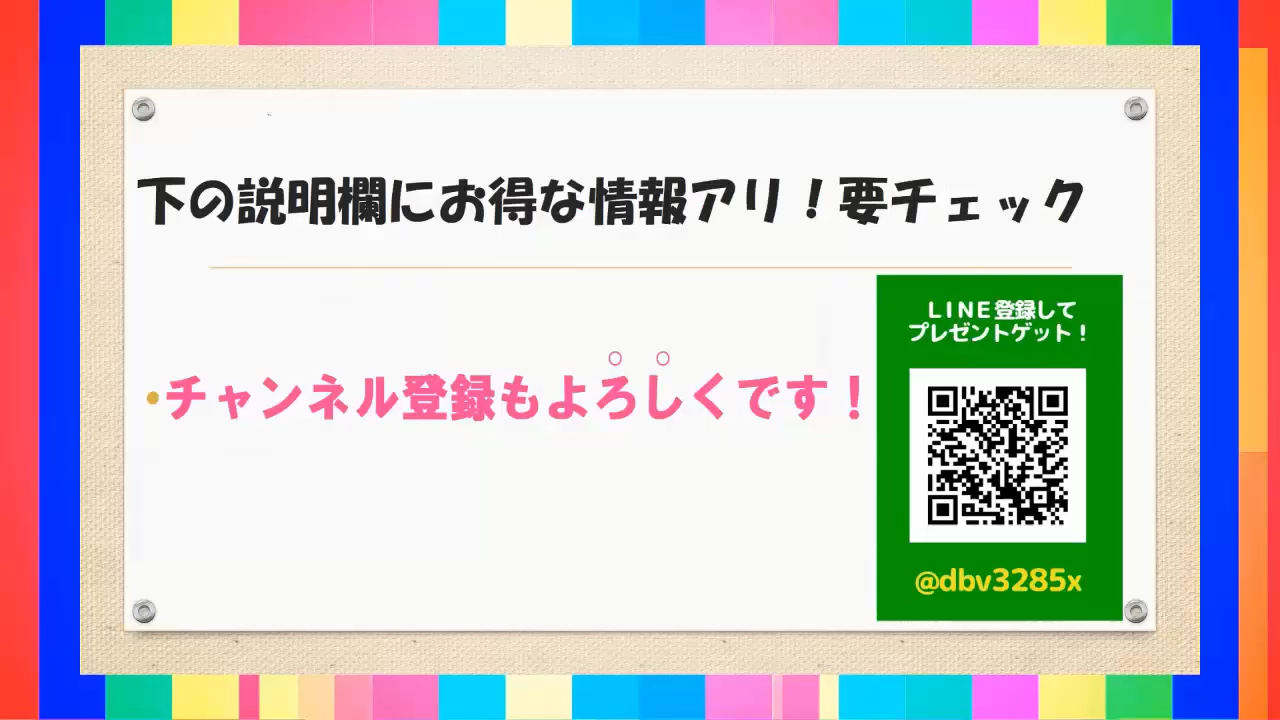 下の説明欄にお得な情報アリ！要チェック
•チャンネル登録もよろしくです！
LINE登録して
プレゼントゲット！
@dbv3285x